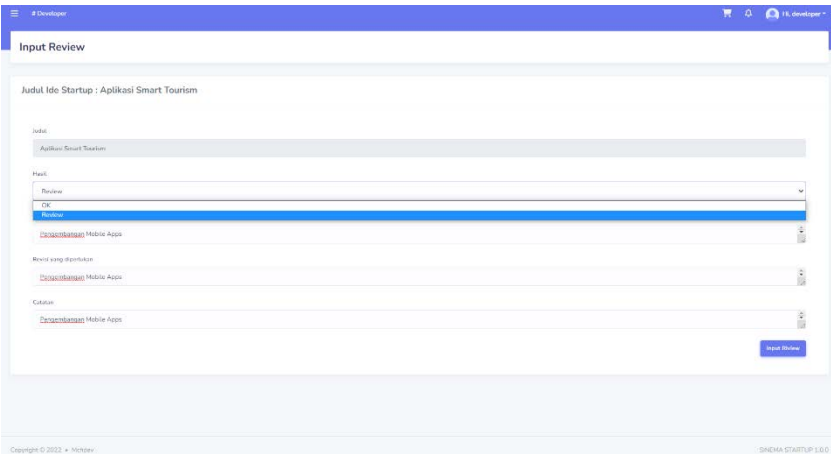 # Developer
Hi, developer
Input Review
Judul Ide Startup : Aplikasi Smart Tourism
Judul
Aplikasi Smart Tourism
Hasil
Review
OK
Review
Pengembangan Mobile Apps
Revisi yang diperlukan
Pengembangan Mobile Apps
Catatan
Pengembangan Mobile Apps
Input Review
Copyright © 2022
SINEMA STARTUP 1.0.0